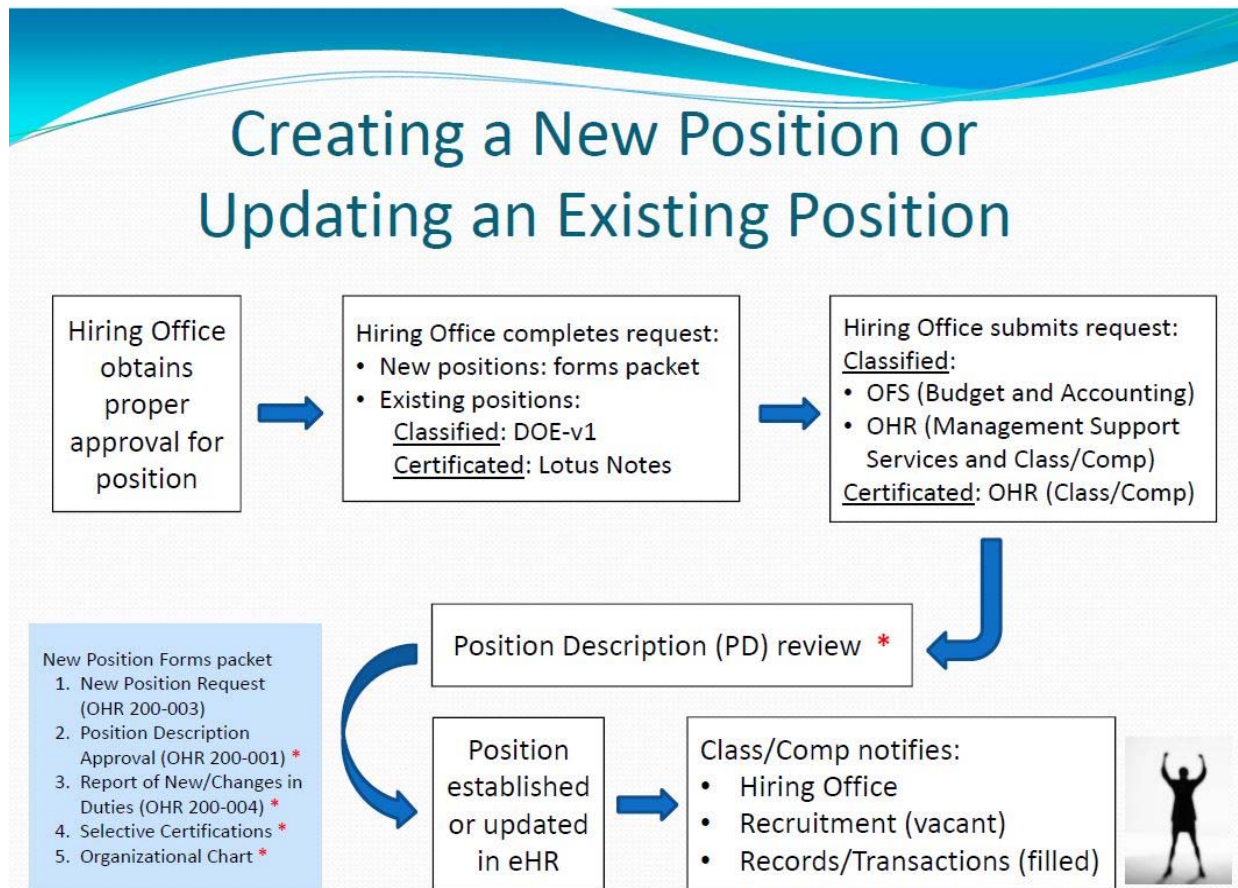 Creating a New Position or
Updating an Existing Position
Hiring Office
obtains
proper
approval for
position
Hiring Office completes request:
• New positions: forms packet
• Existing positions:
Classified: DOE-v1
Certificated: Lotus Notes
Hiring Office submits request:
Classified:
• OFS (Budget and Accounting)
• OHR (Management Support
Services and Class/Comp)
Certificated: OHR (Class/Comp)
Position Description (PD) review *
New Position Forms packet
1. New Position Request
(OHR 200-003)
2. Position Description
Approval (OHR 200-001) *
3. Report of New/Changes in
Duties (OHR 200-004) *
4. Selective Certifications *
5. Organizational Chart *
Position
established
or updated
in eHR
Class/Comp notifies:
• Hiring Office
• Recruitment (vacant)
• Records/Transactions (filled)